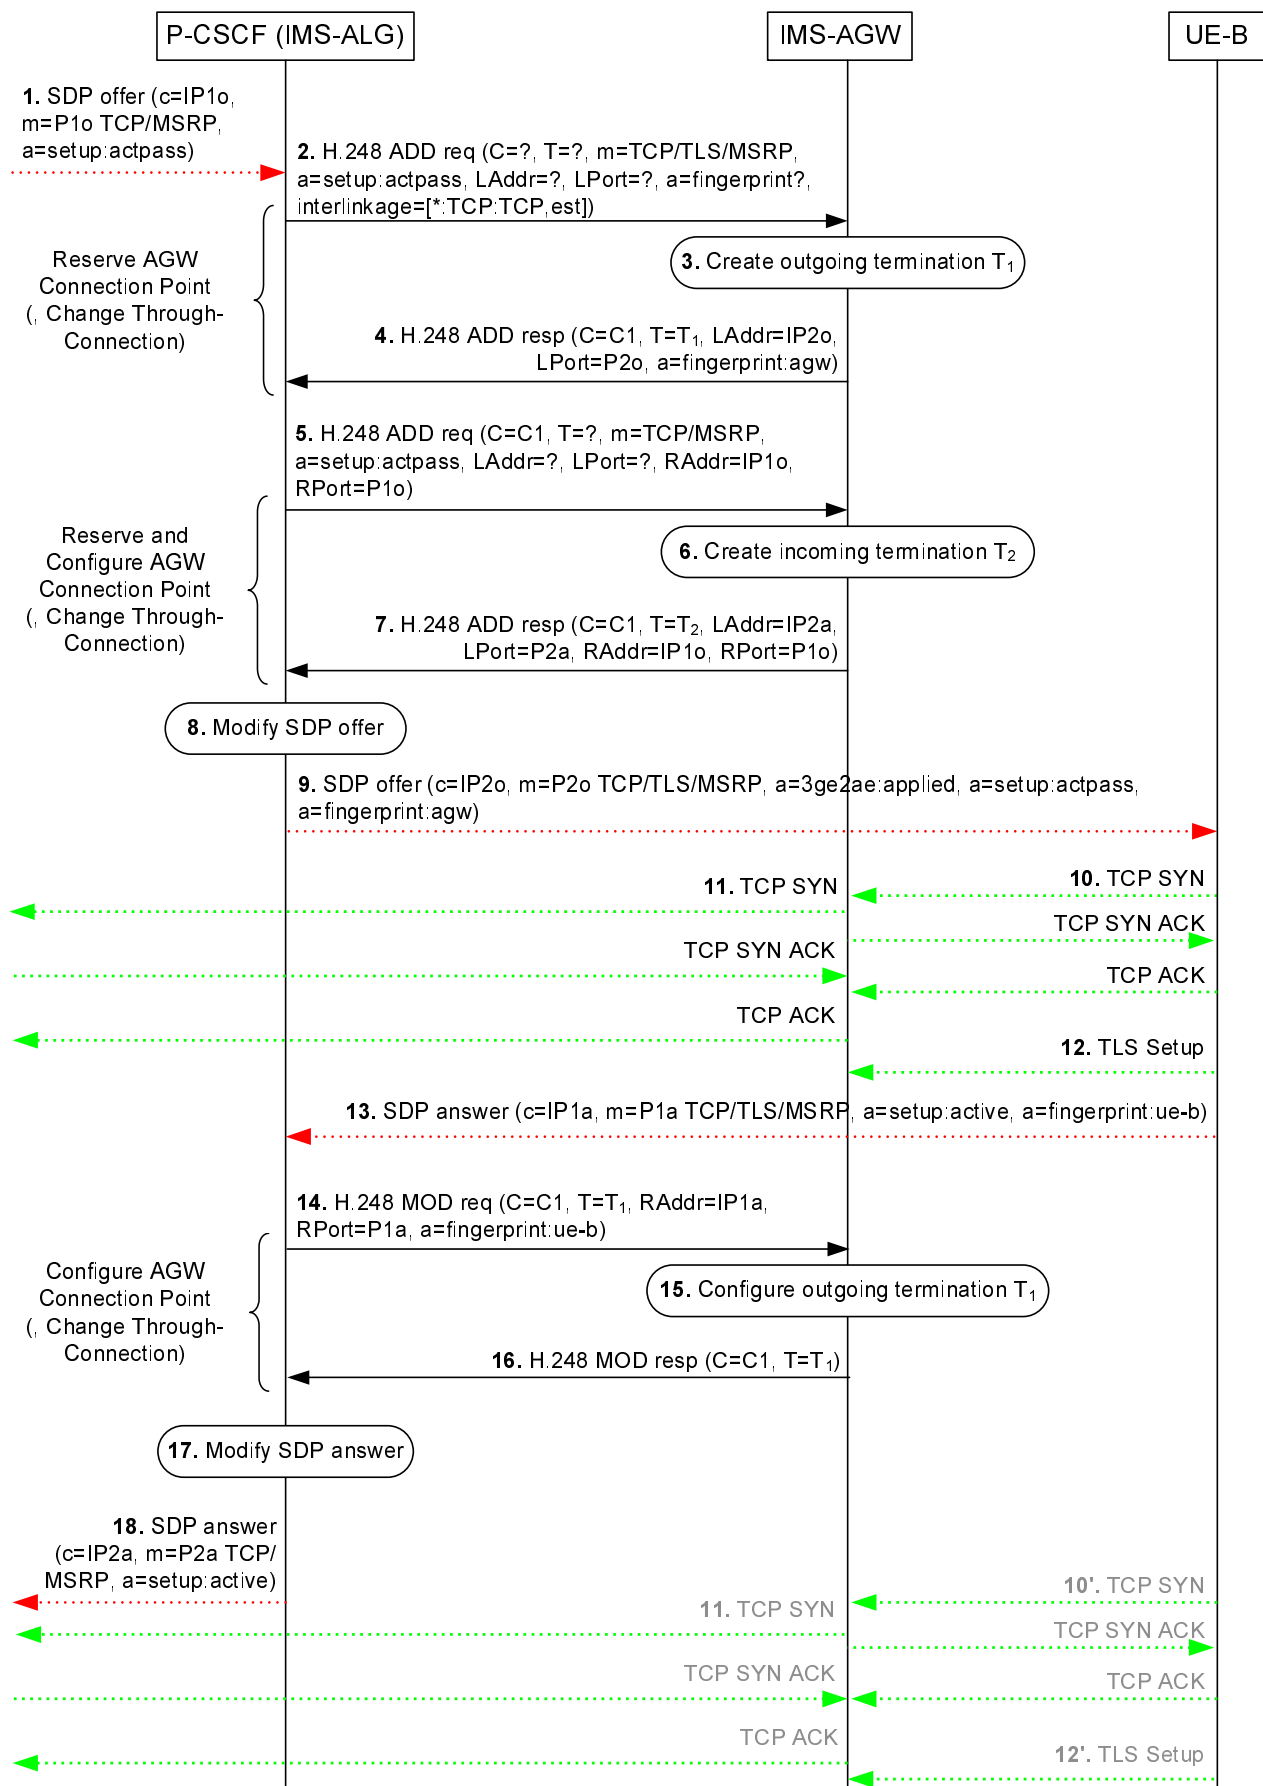 P-CSCF (IMS-ALG)
IMS-AGW
UE-B
1. SDP offer (c=IP1o,
m=P1o TCP/MSRP,
a=setup:actpass)
2. H.248 ADD req (C=?, T=?, m=TCP/TLS/MSRP,
a=setup:actpass, LAddr=?, LPort=?, a=fingerprint?,
interlinkage=[*:TCP:TCP,est])
Reserve AGW
Connection Point
(, Change Through-
Connection)
3. Create outgoing termination T1
4. H.248 ADD resp (C=C1, T=T1, LAddr=IP2o,
LPort=P2o, a=fingerprint:agw)
5. H.248 ADD req (C=C1, T=?, m=TCP/MSRP,
a=setup:actpass, LAddr=?, LPort=?, RAddr=IP1o,
RPort=P1o)
Reserve and
Configure AGW
Connection Point
(, Change Through-
Connection)
6. Create incoming termination T2
7. H.248 ADD resp (C=C1, T=T2, LAddr=IP2a,
LPort=P2a, RAddr=IP1o, RPort=P1o)
8. Modify SDP offer
9. SDP offer (c=IP2o, m=P2o TCP/TLS/MSRP, a=3ge2ae:applied, a=setup:actpass,
a=fingerprint:agw)
10. TCP SYN
11. TCP SYN
TCP SYN ACK
TCP SYN ACK
TCP ACK
TCP ACK
12. TLS Setup
13. SDP answer (c=IP1a, m=P1a TCP/TLS/MSRP, a=setup:active, a=fingerprint:ue-b)
14. H.248 MOD req (C=C1, T=T1, RAddr=IP1a,
RPort=P1a, a=fingerprint:ue-b)
Configure AGW
Connection Point
(, Change Through-
Connection)
15. Configure outgoing termination T1
16. H.248 MOD resp (C=C1, T=T1)
17. Modify SDP answer
18. SDP answer
(c=IP2a, m=P2a TCP/
MSRP, a=setup:active)
10'. TCP SYN
11. TCP SYN
TCP SYN ACK
TCP SYN ACK
TCP ACK
TCP ACK
12'. TLS Setup